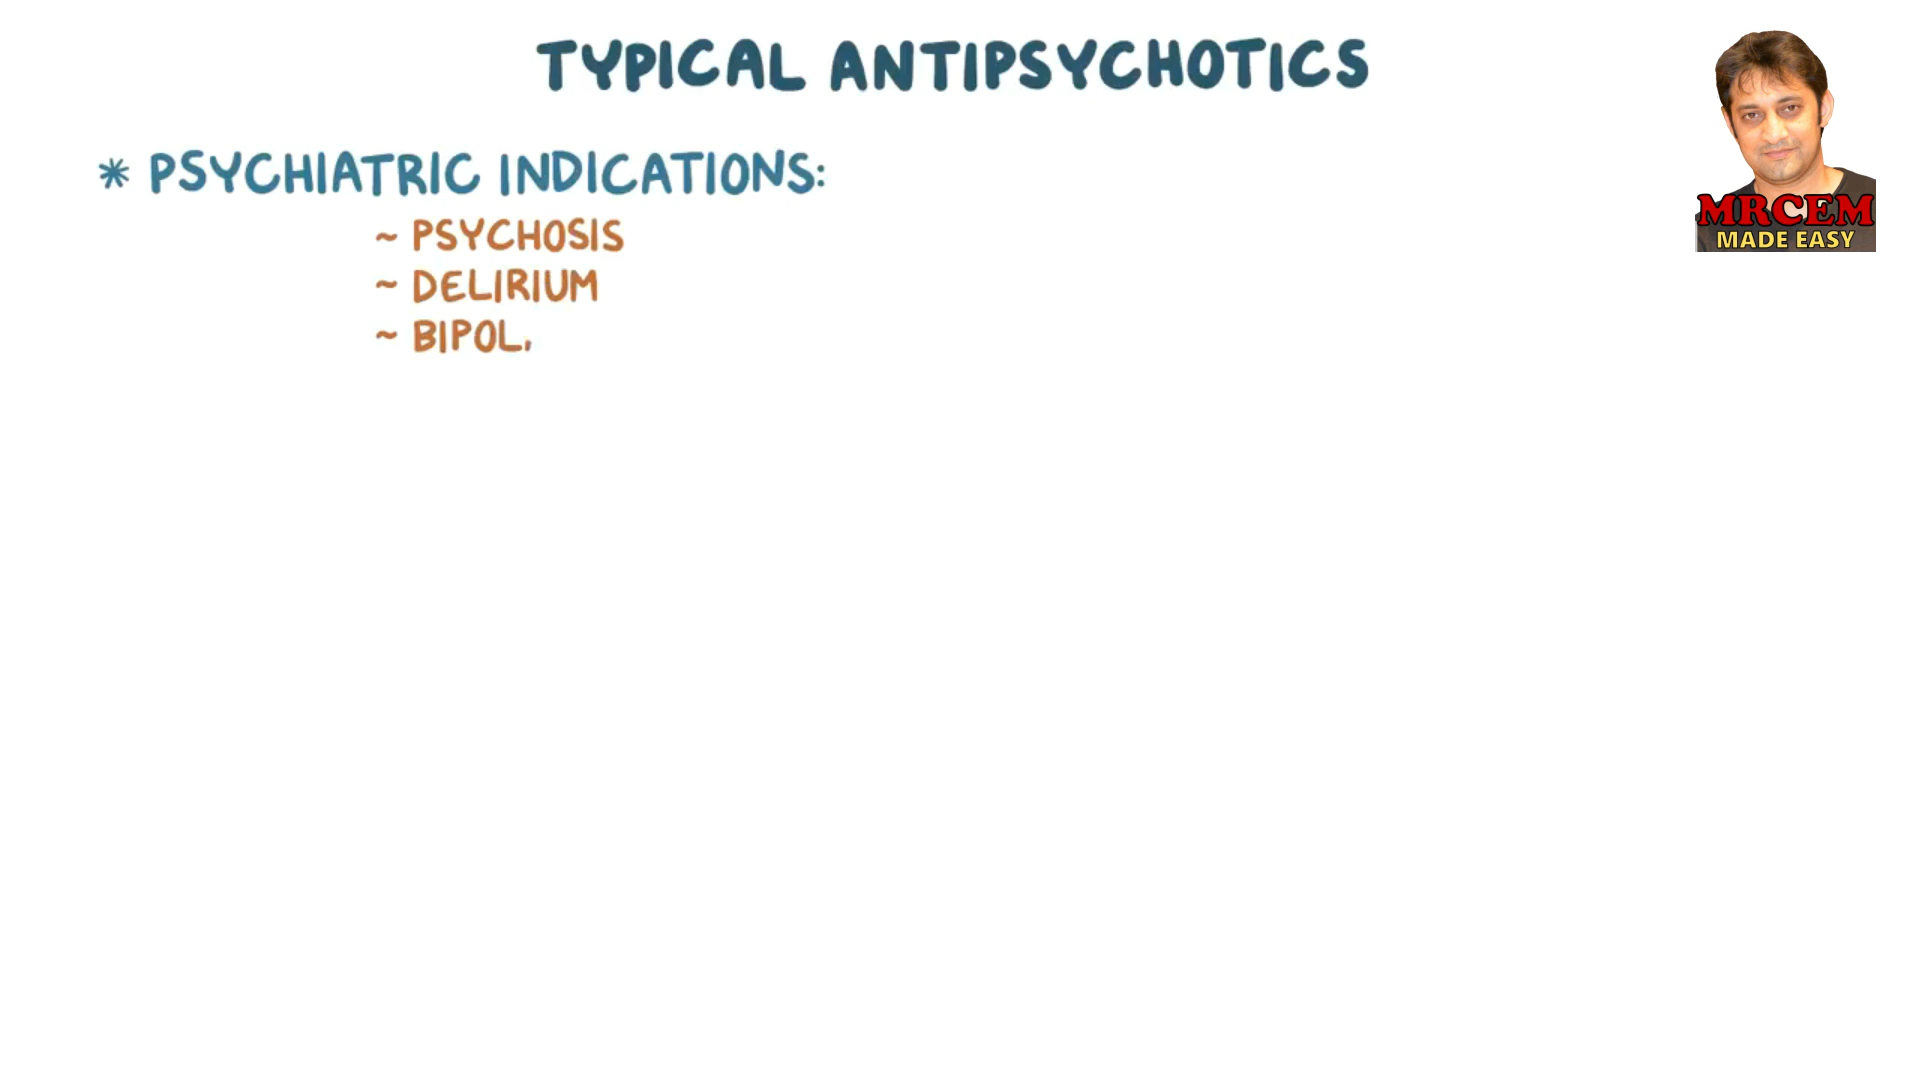 TYPICAL ANTIPSYCHOTICS
* PSYCHIATRIC INDICATIONS:
~ PSYCHOSIS
~ DELIRIUM
~ BIPOL
MRCEM
MADE EASY